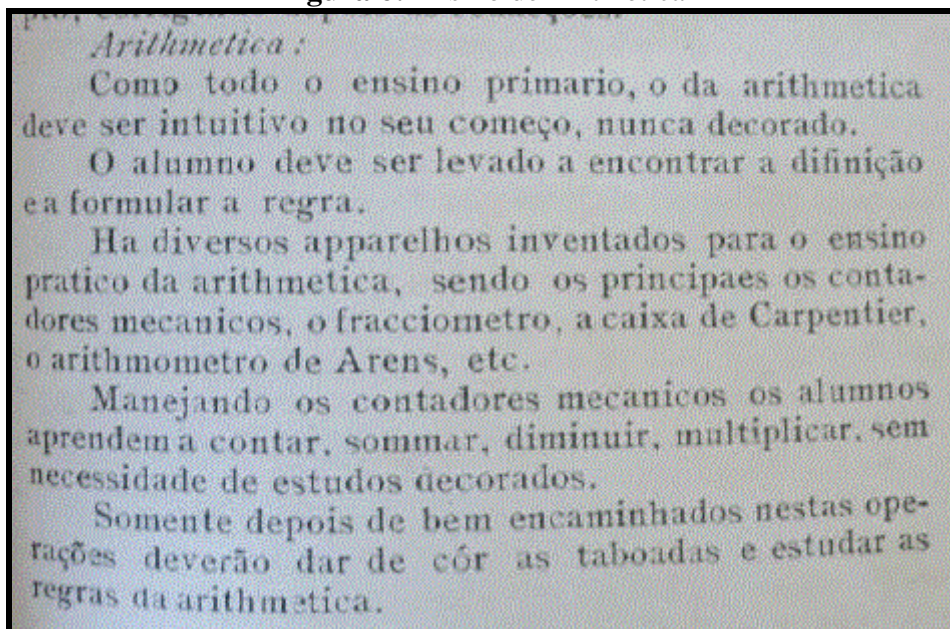 Arithmetica :
Como todo o ensino primario, o da arithmetica
deve ser intuitivo no seu começo, nunca decorado.
O alumno deve ser levado a encontrar a difinição
e a formular a regra.
Ha diversos apparelhos inventados para o ensino
pratico da arithmetica, sendo os principaes os conta-
dores mecanicos, o fracciometro, a caixa de Carpentier,
o arithmometro de Arens, etc.
Manejando os contadores mecanicos os alumnos
aprendem a contar, sommar, diminuir, multiplicar, sem
necessidade de estudos decorados.
Somente depois de bem encaminhados nestas ope-
rações deverão dar de cór as taboadas e estudar as
regras da arithmetica.